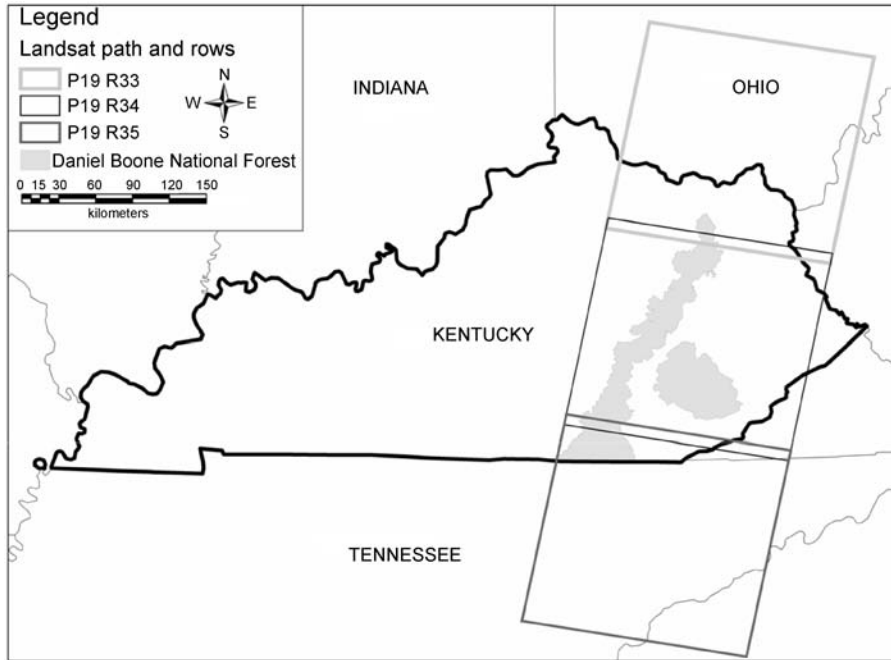 Legend
Landsat path and rows
P19 R33
P19 R34
P19 R35
Daniel Boone National Forest
0 15 30 60 90 120 150
kilometers
N
W E
S
INDIANA
OHIO
KENTUCKY
TENNESSEE